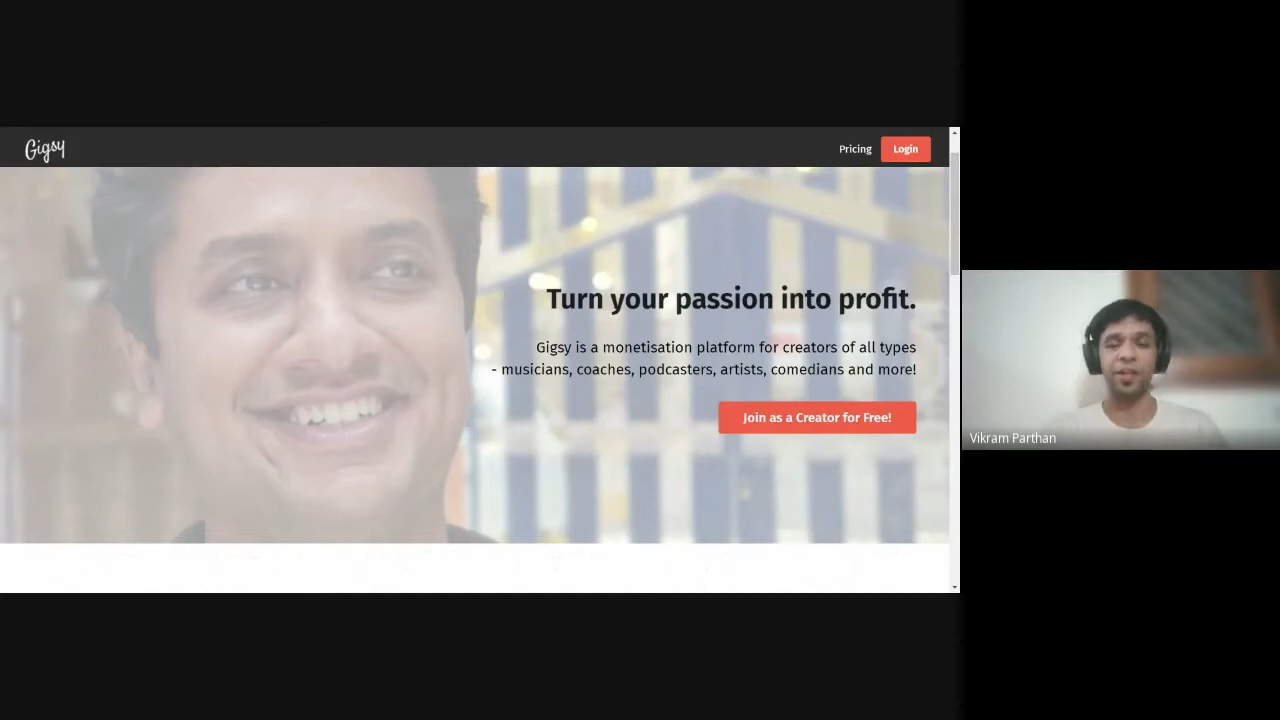 Gigsy
Pricing
Login
Turn your passion into profit.
Gigsy is a monetisation platform for creators of all types
- musicians, coaches, podcasters, artists, comedians and more!
Join as a Creator for Free!
Vikram Parthan